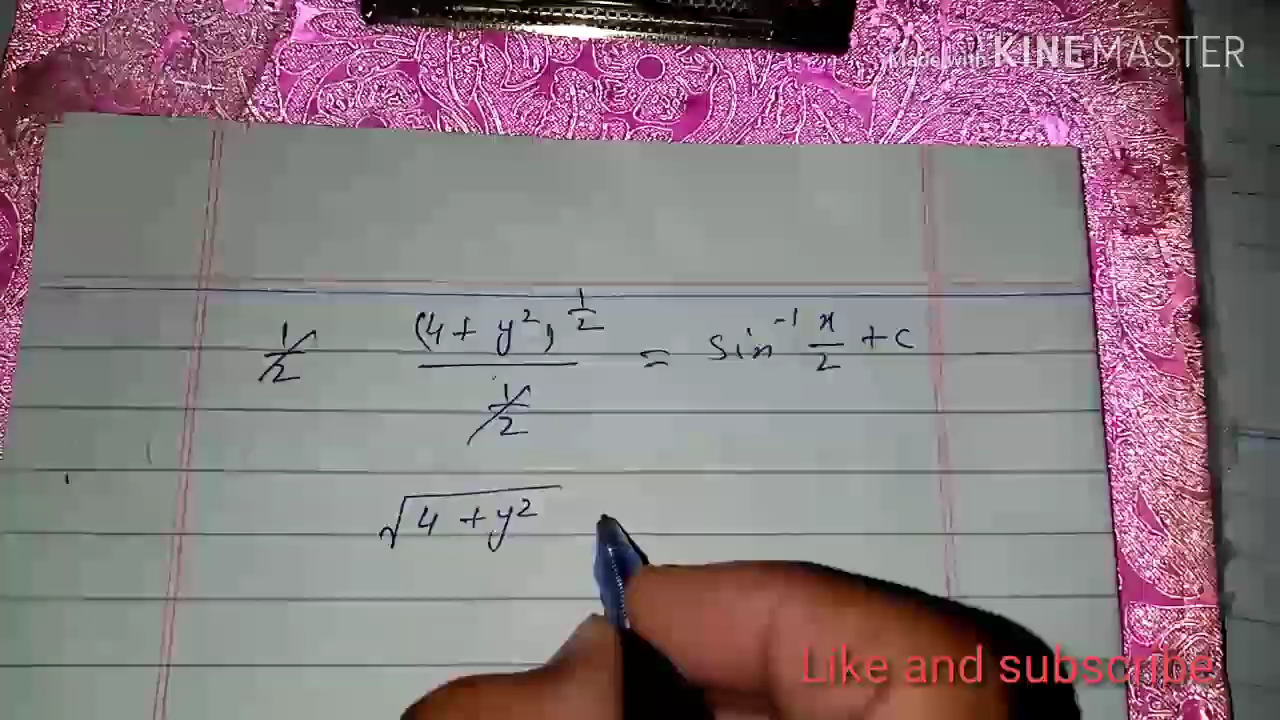 Made with KINEMASTER
1/2 (4 + y²)^1/2 / 1/2 = Sin⁻¹ x/2 + C
√4 + y²
Like and subscribe